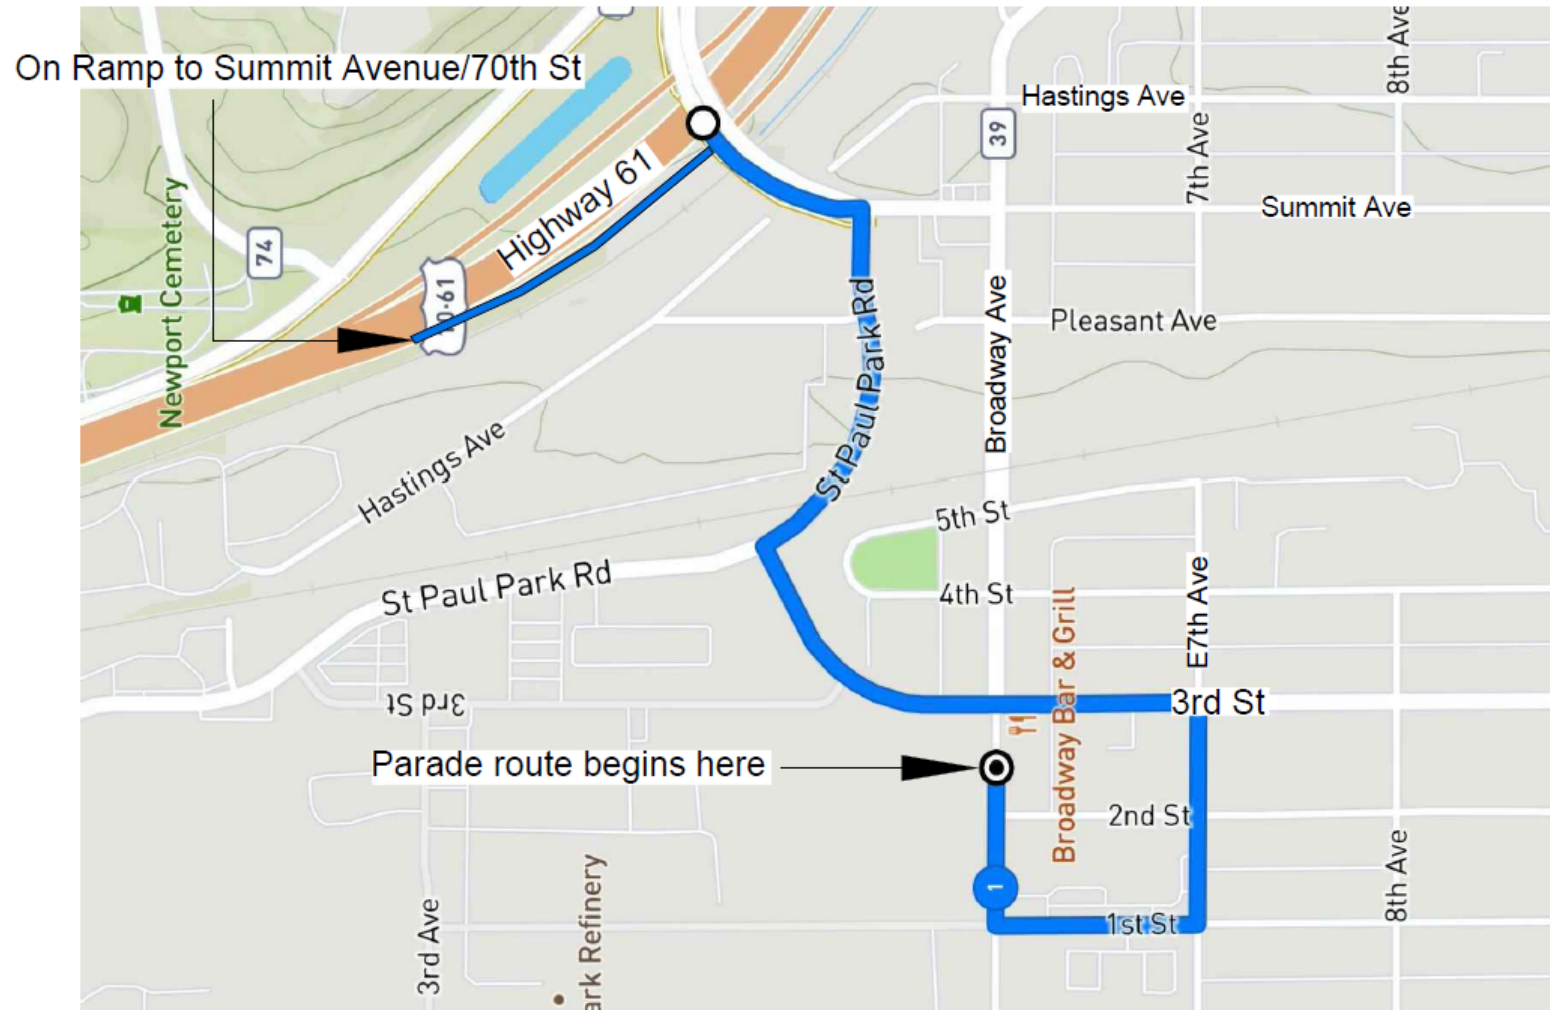 On Ramp to Summit Avenue/70th St
8th Ave
Hastings Ave
39
7th Ave
Highway 61
Summit Ave
74
Newport Cemetery
10·61
St Paul Park Rd
Broadway Ave
Pleasant Ave
Hastings Ave
5th St
St Paul Park Rd
4th St
E7th Ave
Broadway Bar & Grill
3rd St
3rd St
Parade route begins here
2nd St
1
1st St
8th Ave
3rd Ave
ark Refinery